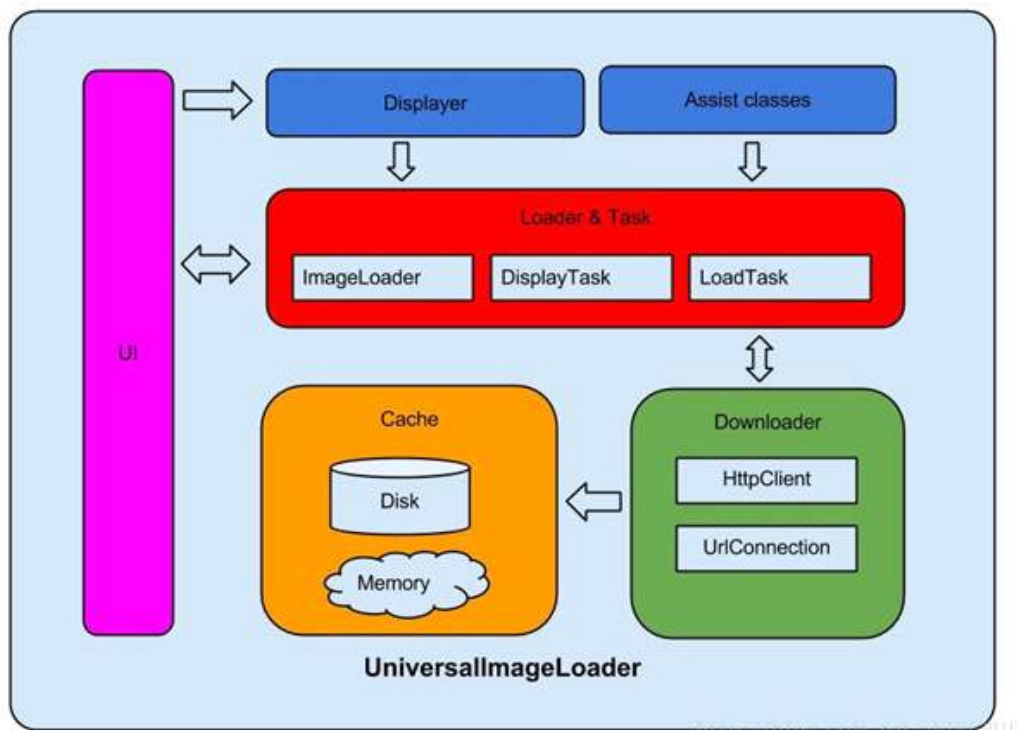 Displayer
Assist classes
Loader & Task
ImageLoader
DisplayTask
LoadTask
UI
Cache
Disk
Memory
Downloader
HttpClient
UrlConnection
UniversalImageLoader